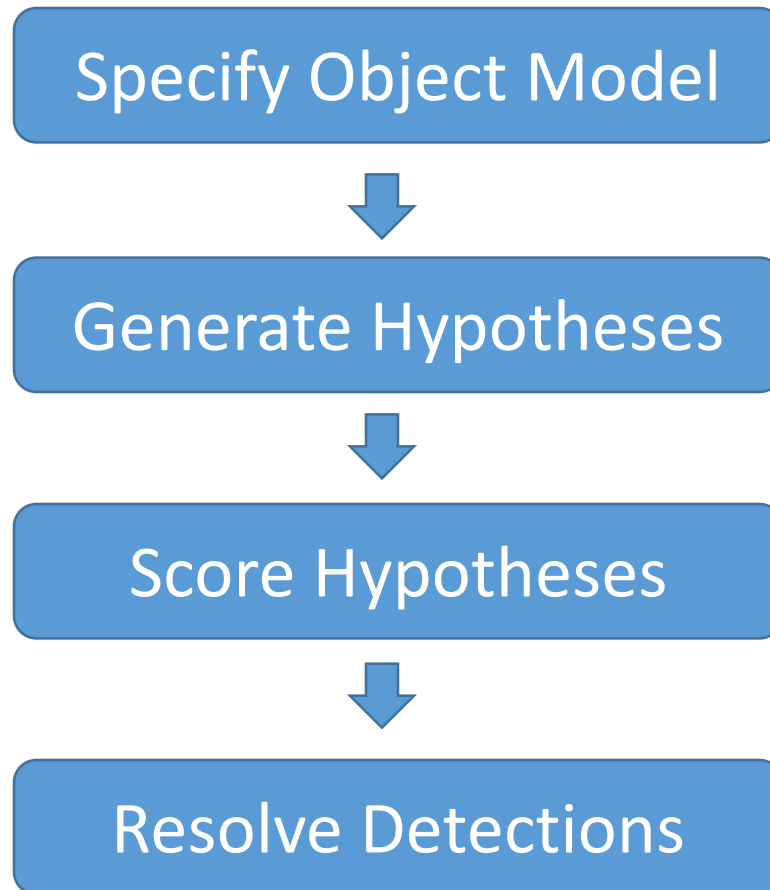 Specify Object Model
Generate Hypotheses
Score Hypotheses
Resolve Detections